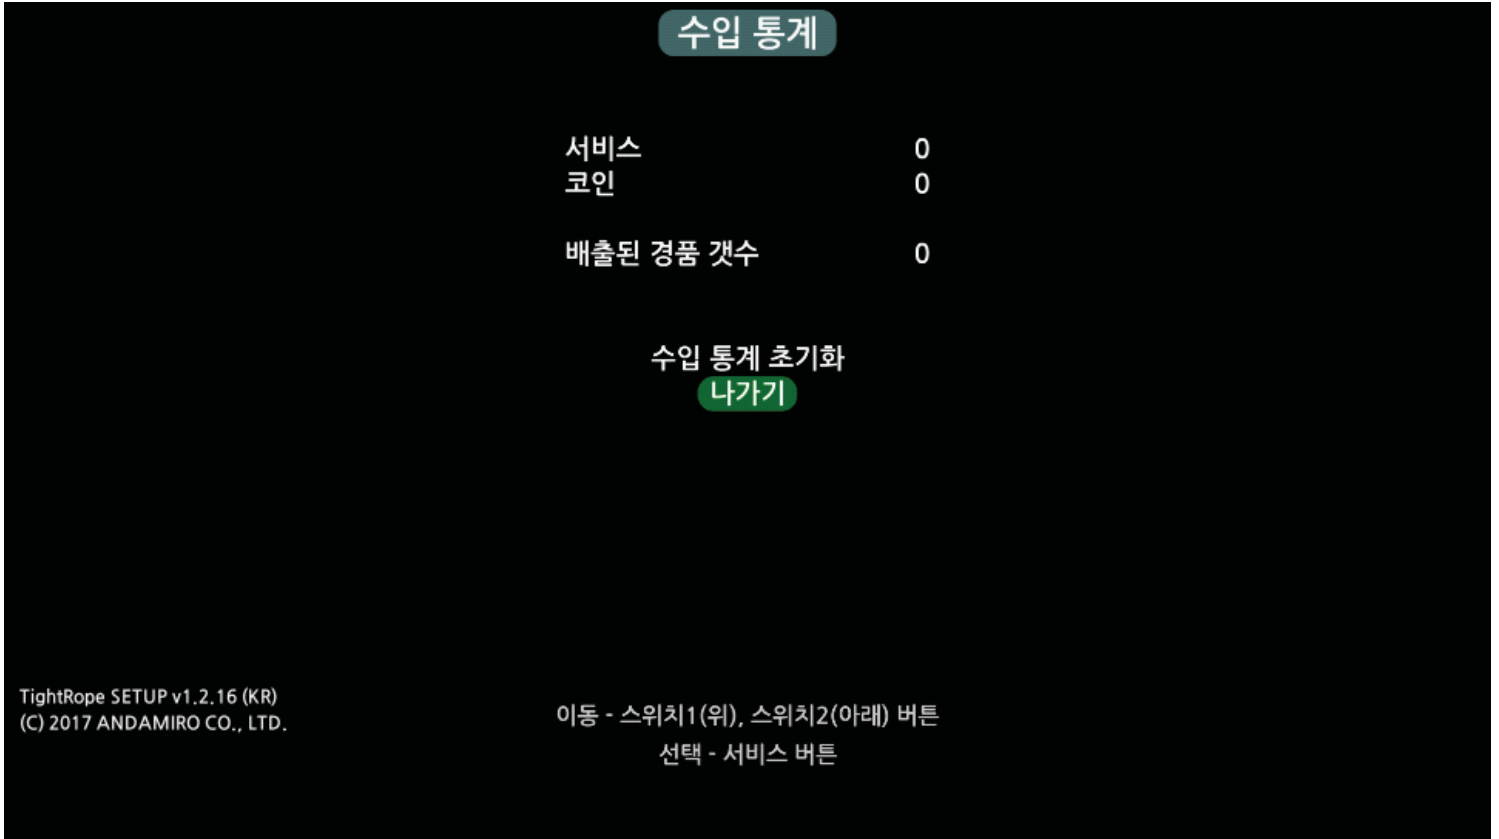 수입 통계
서비스 0
코인 0
배출된 경품 갯수 0
수입 통계 초기화
나가기
TightRope SETUP v1.2.16 (KR)
(C) 2017 ANDAMIRO CO., LTD.
이동 - 스위치1(위), 스위치2(아래) 버튼
선택 - 서비스 버튼